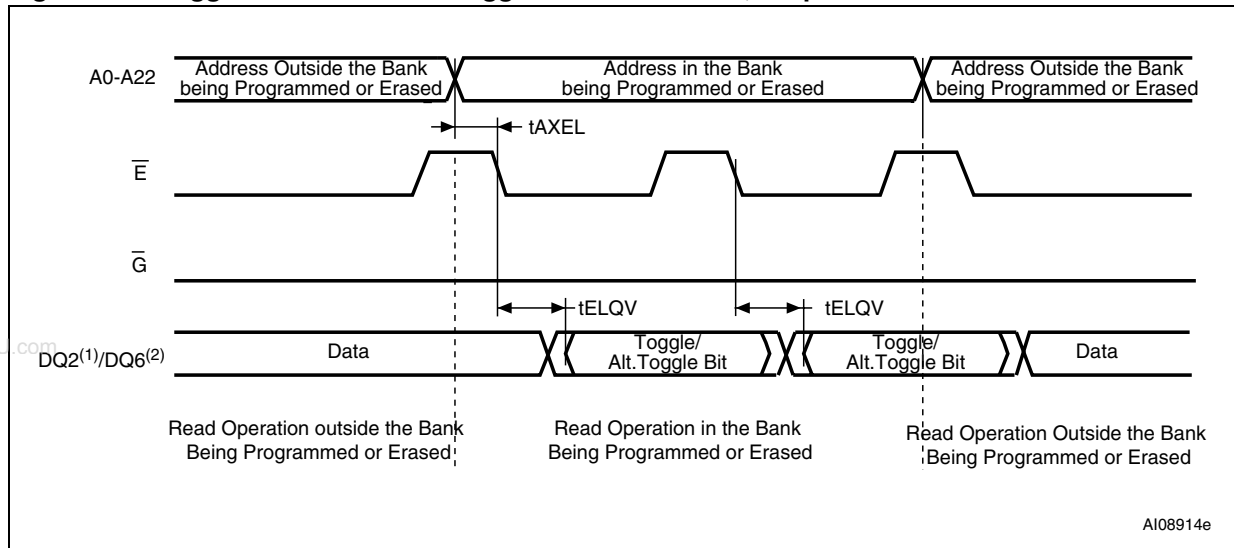 A0-A22
Address Outside the Bank
being Programmed or Erased
Address in the Bank
being Programmed or Erased
Address Outside the Bank
being Programmed or Erased
tAXEL
E
G
tELQV
tELQV
DQ2(1)/DQ6(2)
Data
Toggle/
Alt.Toggle Bit
Toggle/
Alt.Toggle Bit
Data
Read Operation outside the Bank
Being Programmed or Erased
Read Operation in the Bank
Being Programmed or Erased
Read Operation Outside the Bank
Being Programmed or Erased
AI08914e